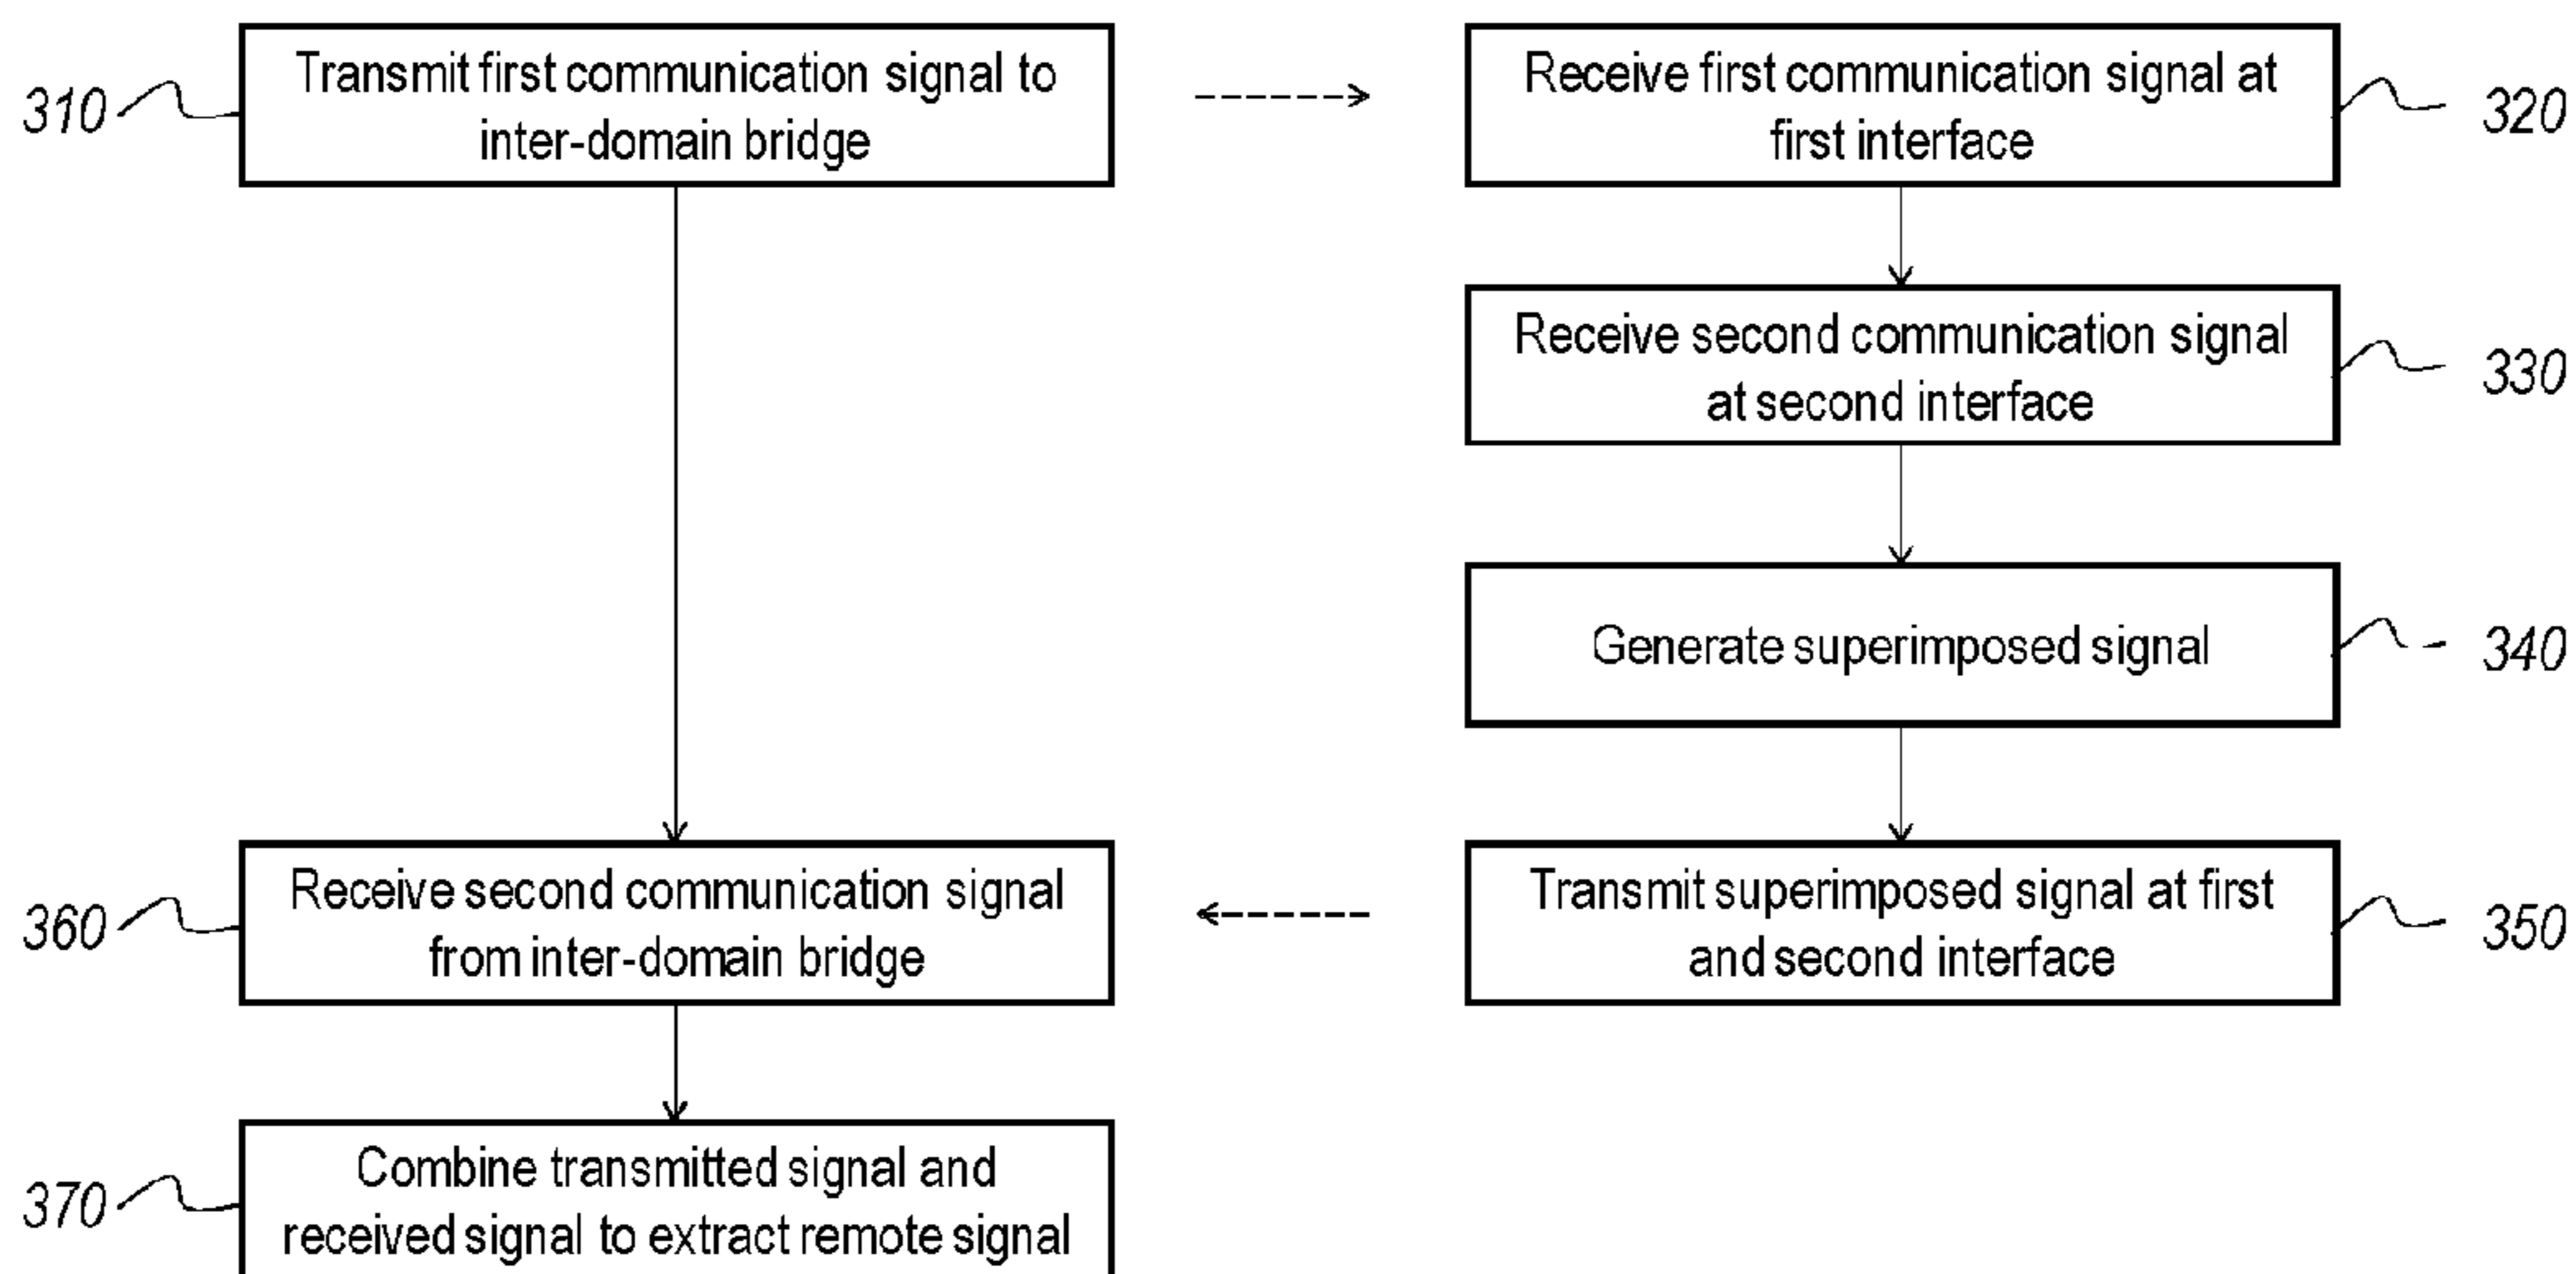 310
Transmit first communication signal to
inter-domain bridge
Receive first communication signal at
first interface
320
Receive second communication signal
at second interface
330
Generate superimposed signal
340
360
Receive second communication signal
from inter-domain bridge
Transmit superimposed signal at first
and second interface
350
370
Combine transmitted signal and
received signal to extract remote signal